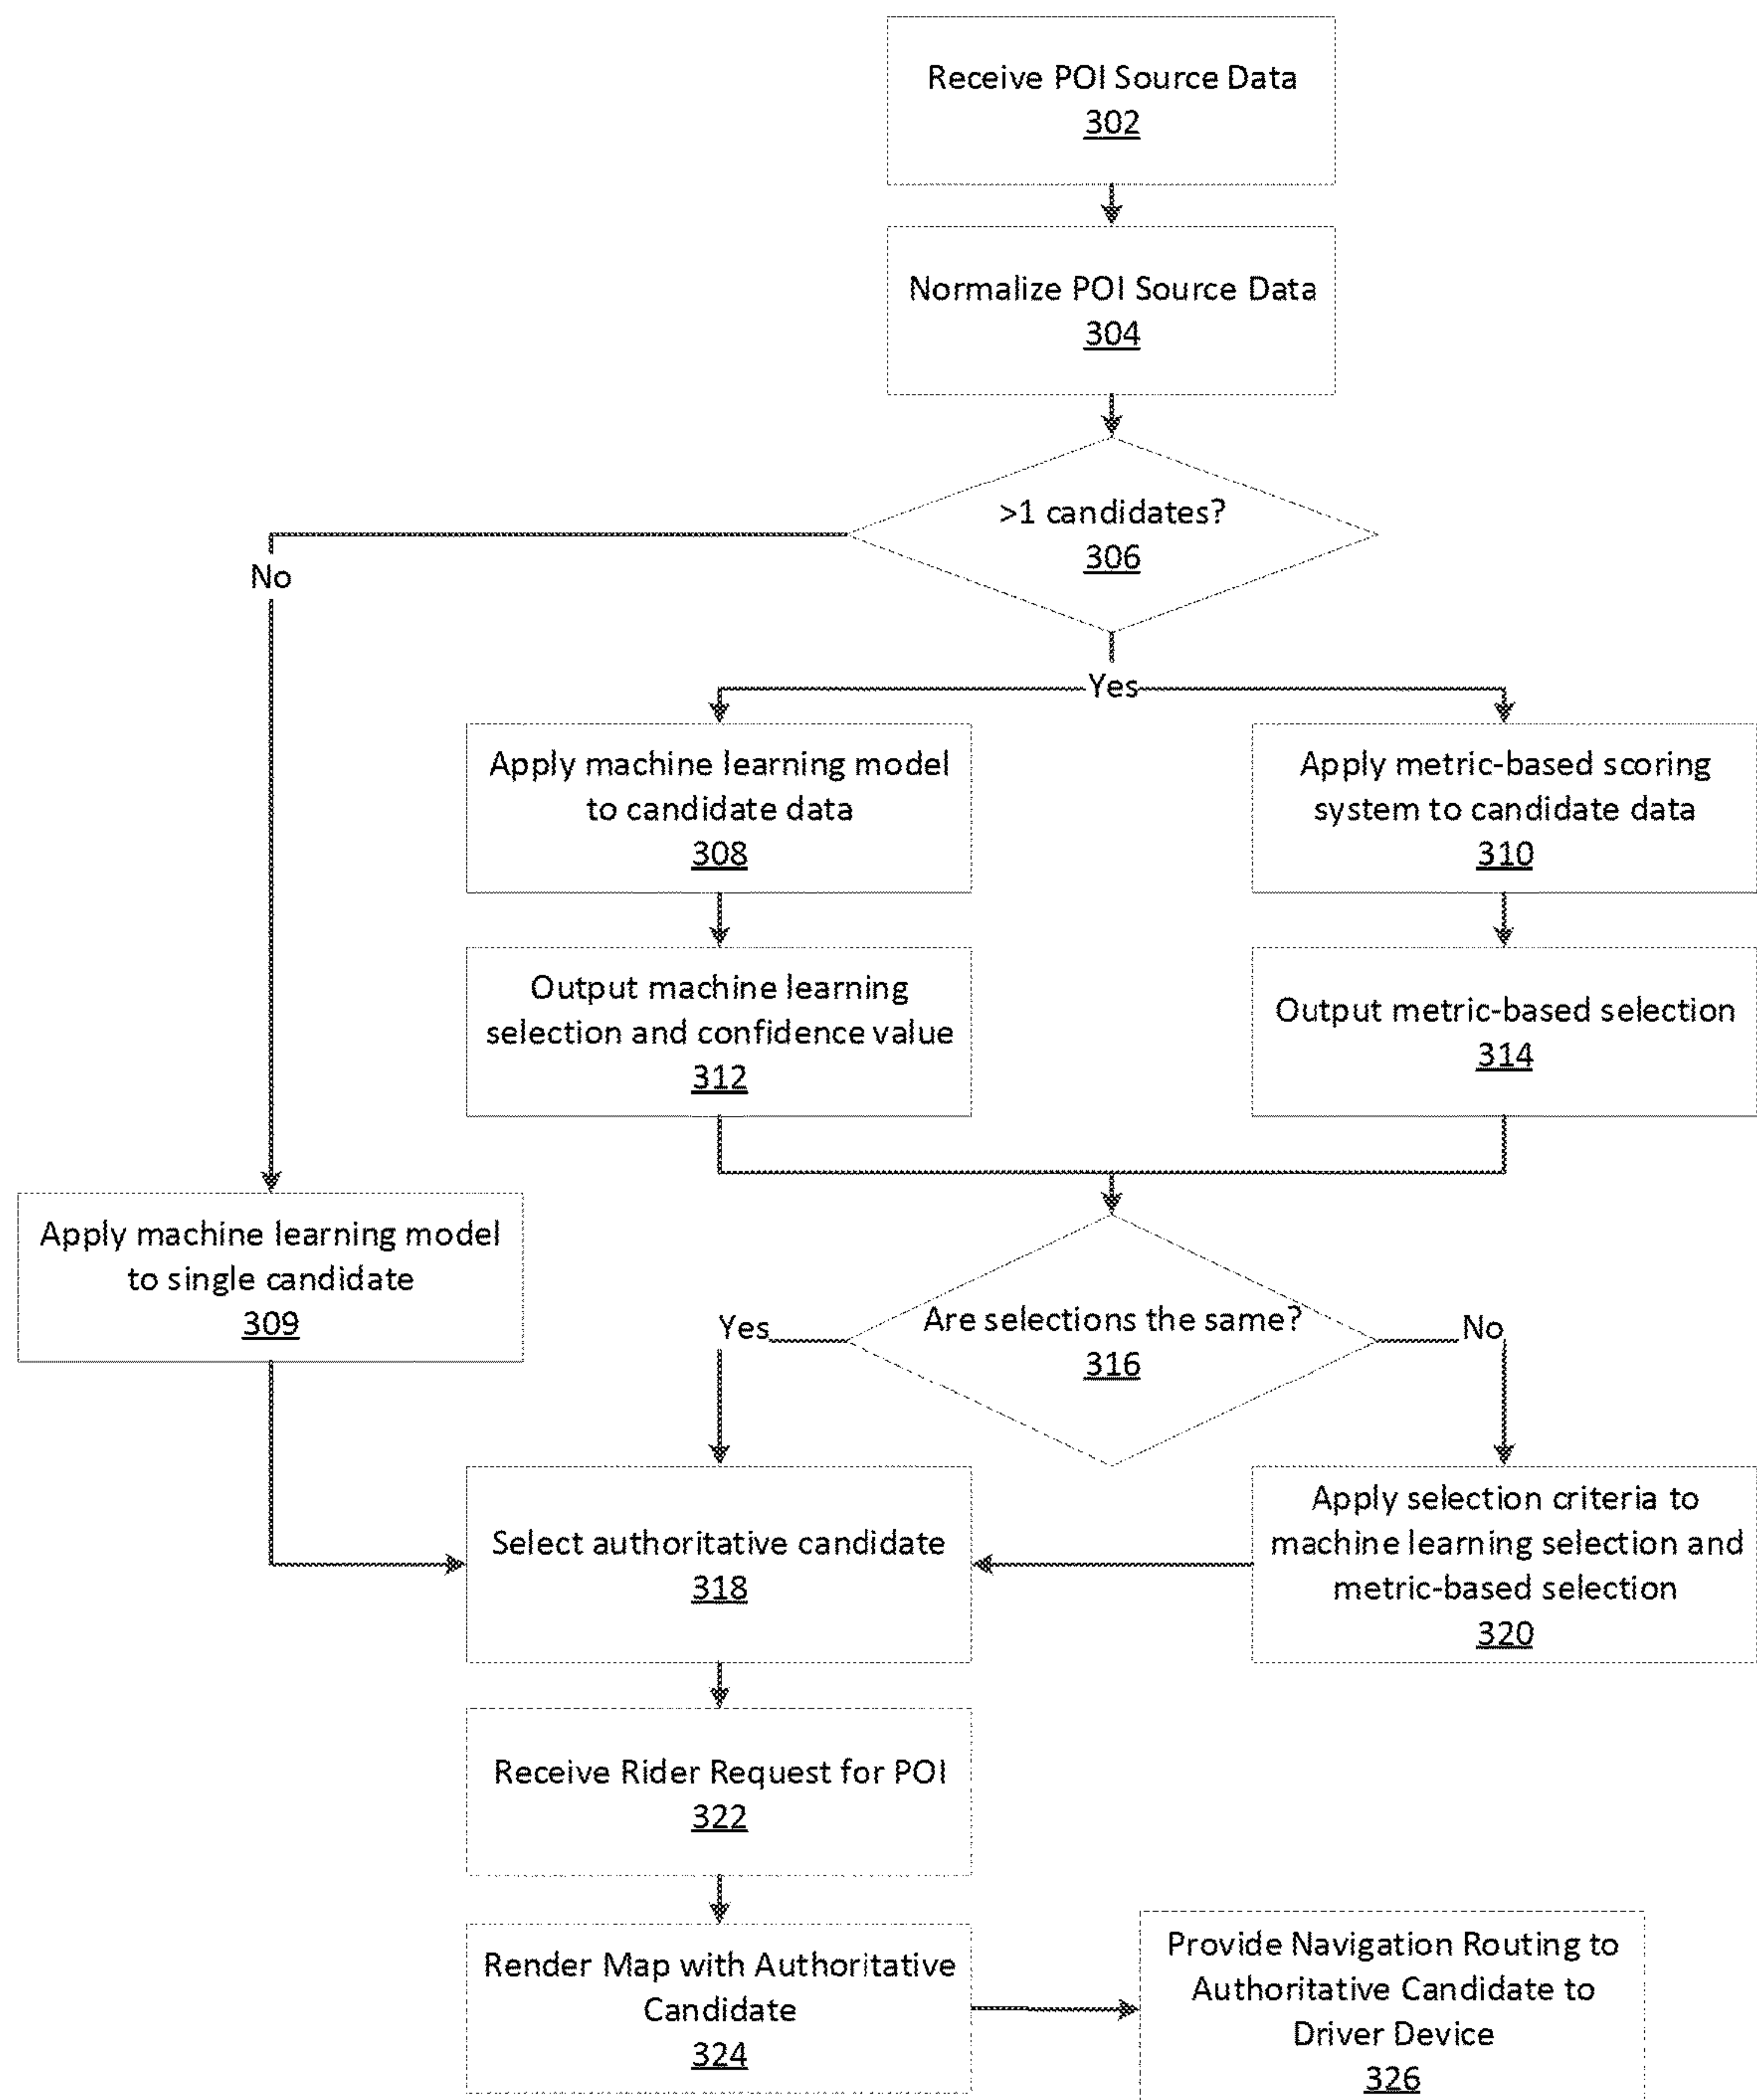 Receive POI Source Data
302
Normalize POI Source Data
304
>1 candidates?
306
No
Yes
Apply machine learning model
to candidate data
308
Apply metric-based scoring
system to candidate data
310
Output machine learning
selection and confidence value
312
Output metric-based selection
314
Apply machine learning model
to single candidate
309
Are selections the same?
316
Yes
No
Select authoritative candidate
318
Apply selection criteria to
machine learning selection and
metric-based selection
320
Receive Rider Request for POI
322
Render Map with Authoritative
Candidate
324
Provide Navigation Routing to
Authoritative Candidate to
Driver Device
326